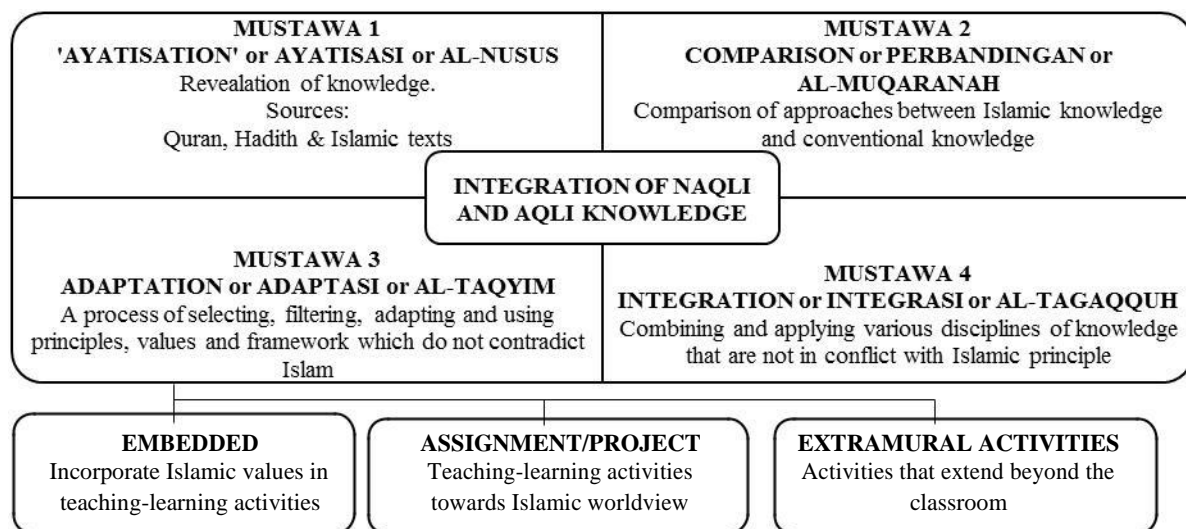 MUSTAWA 1
'AYATISATION' or AYATISASI or AL-NUSUS
Revealation of knowledge.
Sources:
Quran, Hadith & Islamic texts
MUSTAWA 2
COMPARISON or PERBANDINGAN or
AL-MUQARANAH
Comparison of approaches between Islamic knowledge
and conventional knowledge
INTEGRATION OF NAQLI
AND AQLI KNOWLEDGE
MUSTAWA 3
ADAPTATION or ADAPTASI or AL-TAQYIM
A process of selecting, filtering, adapting and using
principles, values and framework which do not contradict
Islam
MUSTAWA 4
INTEGRATION or INTEGRASI or AL-TAGAQQUH
Combining and applying various disciplines of knowledge
that are not in conflict with Islamic principle
EMBEDDED
Incorporate Islamic values in
teaching-learning activities
ASSIGNMENT/PROJECT
Teaching-learning activities
towards Islamic worldview
EXTRAMURAL ACTIVITIES
Activities that extend beyond the
classroom